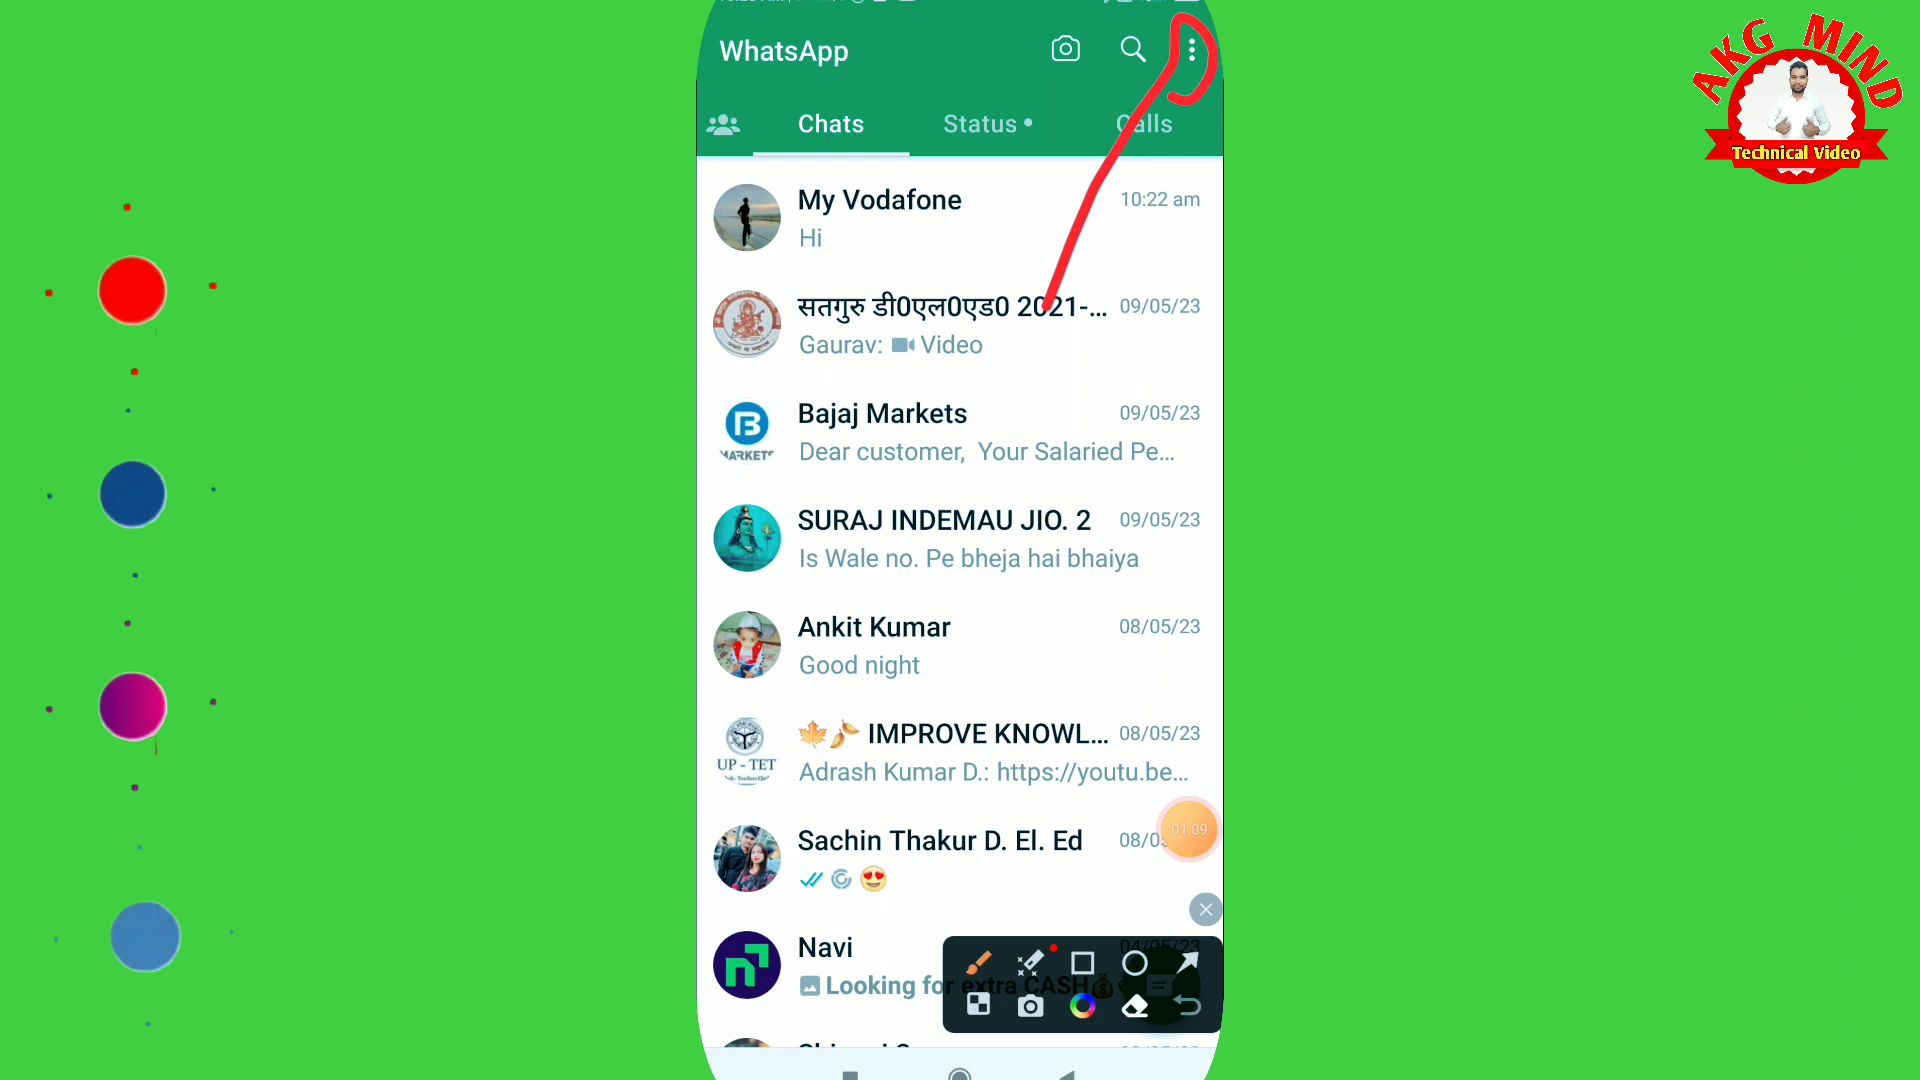 WhatsApp
Chats
Status
Calls
My Vodafone
10:22 am
Hi
सतगुरु डी0एल0एड0 2021-...
09/05/23
Gaurav: Video
Bajaj Markets
09/05/23
MARKETS
Dear customer, Your Salaried Pe...
SURAJ INDEMAU JIO. 2
09/05/23
Is Wale no. Pe bheja hai bhaiya
Ankit Kumar
08/05/23
Good night
🍁🍂 IMPROVE KNOWL...
08/05/23
UP - TET
Adrash Kumar D.: https://youtu.be...
Sachin Thakur D. El. Ed
01:09
😍
Navi
04/05/23
Looking for extra CASH💰
AKG MIND
Technical Video